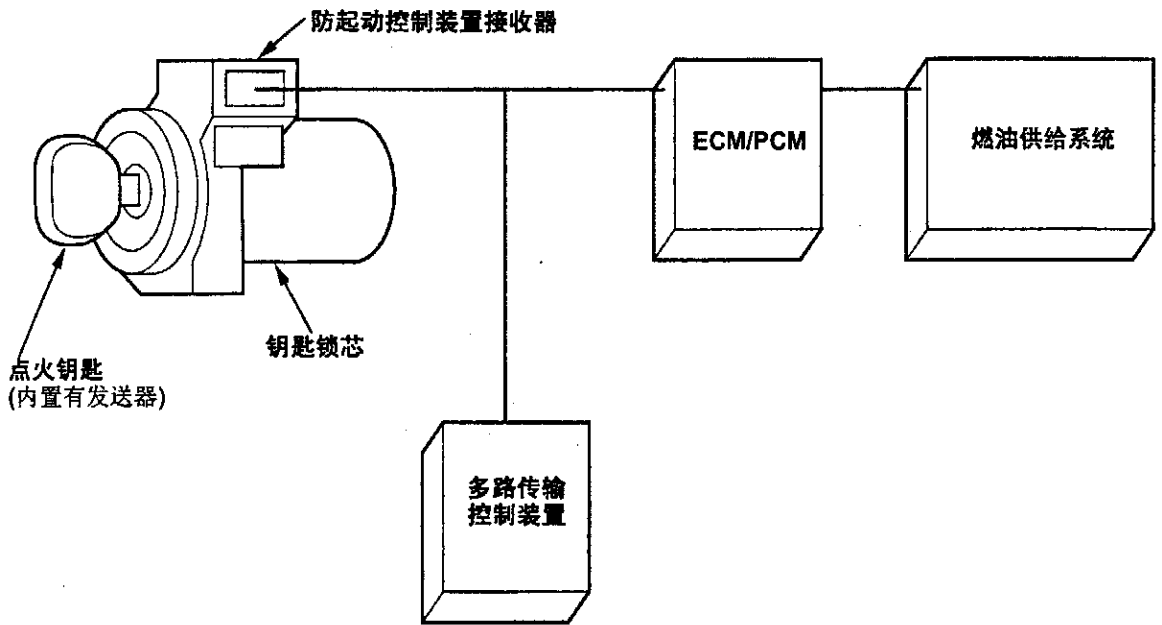 防起动控制装置接收器
ECM/PCM
燃油供给系统
钥匙锁芯
点火钥匙
(内置有发送器)
多路传输
控制装置